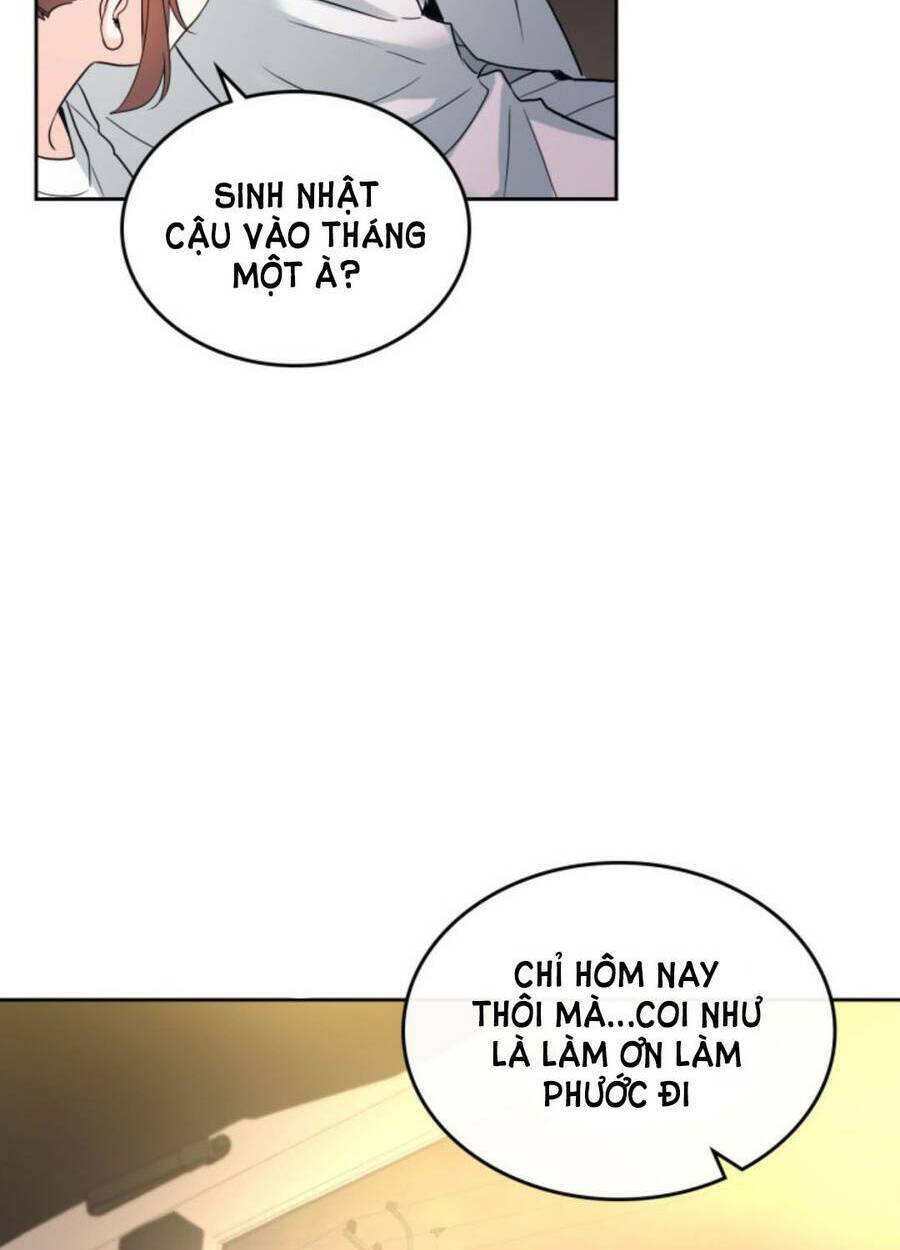 SINH NHẬT
CẬU VÀO THÁNG
MỘT À?
CHỈ HÔM NAY
THÔI MÀ...COI NHƯ
LÀ LÀM ƠN LÀM
PHƯỚC ĐI